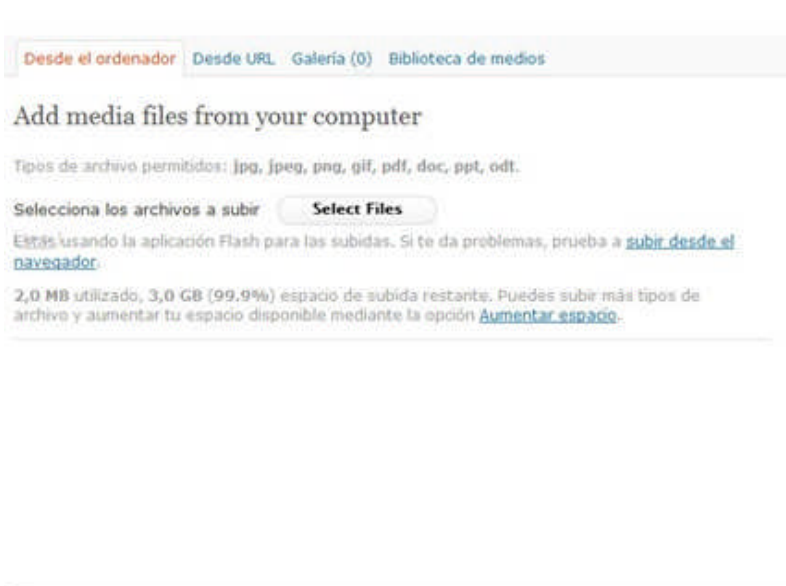 Desde el ordenador Desde URL Galería (0) Biblioteca de medios
Add media files from your computer
Tipos de archivo permitidos: jpg, jpeg, png, gif, pdf, doc, ppt, odt.
Selecciona los archivos a subir Select Files
Estás usando la aplicación Flash para las subidas. Si te da problemas, prueba a subir desde el
navegador.
2,0 MB utilizado, 3,0 GB (99.9%) espacio de subida restante. Puedes subir más tipos de
archivo y aumentar tu espacio disponible mediante la opción Aumentar espacio.